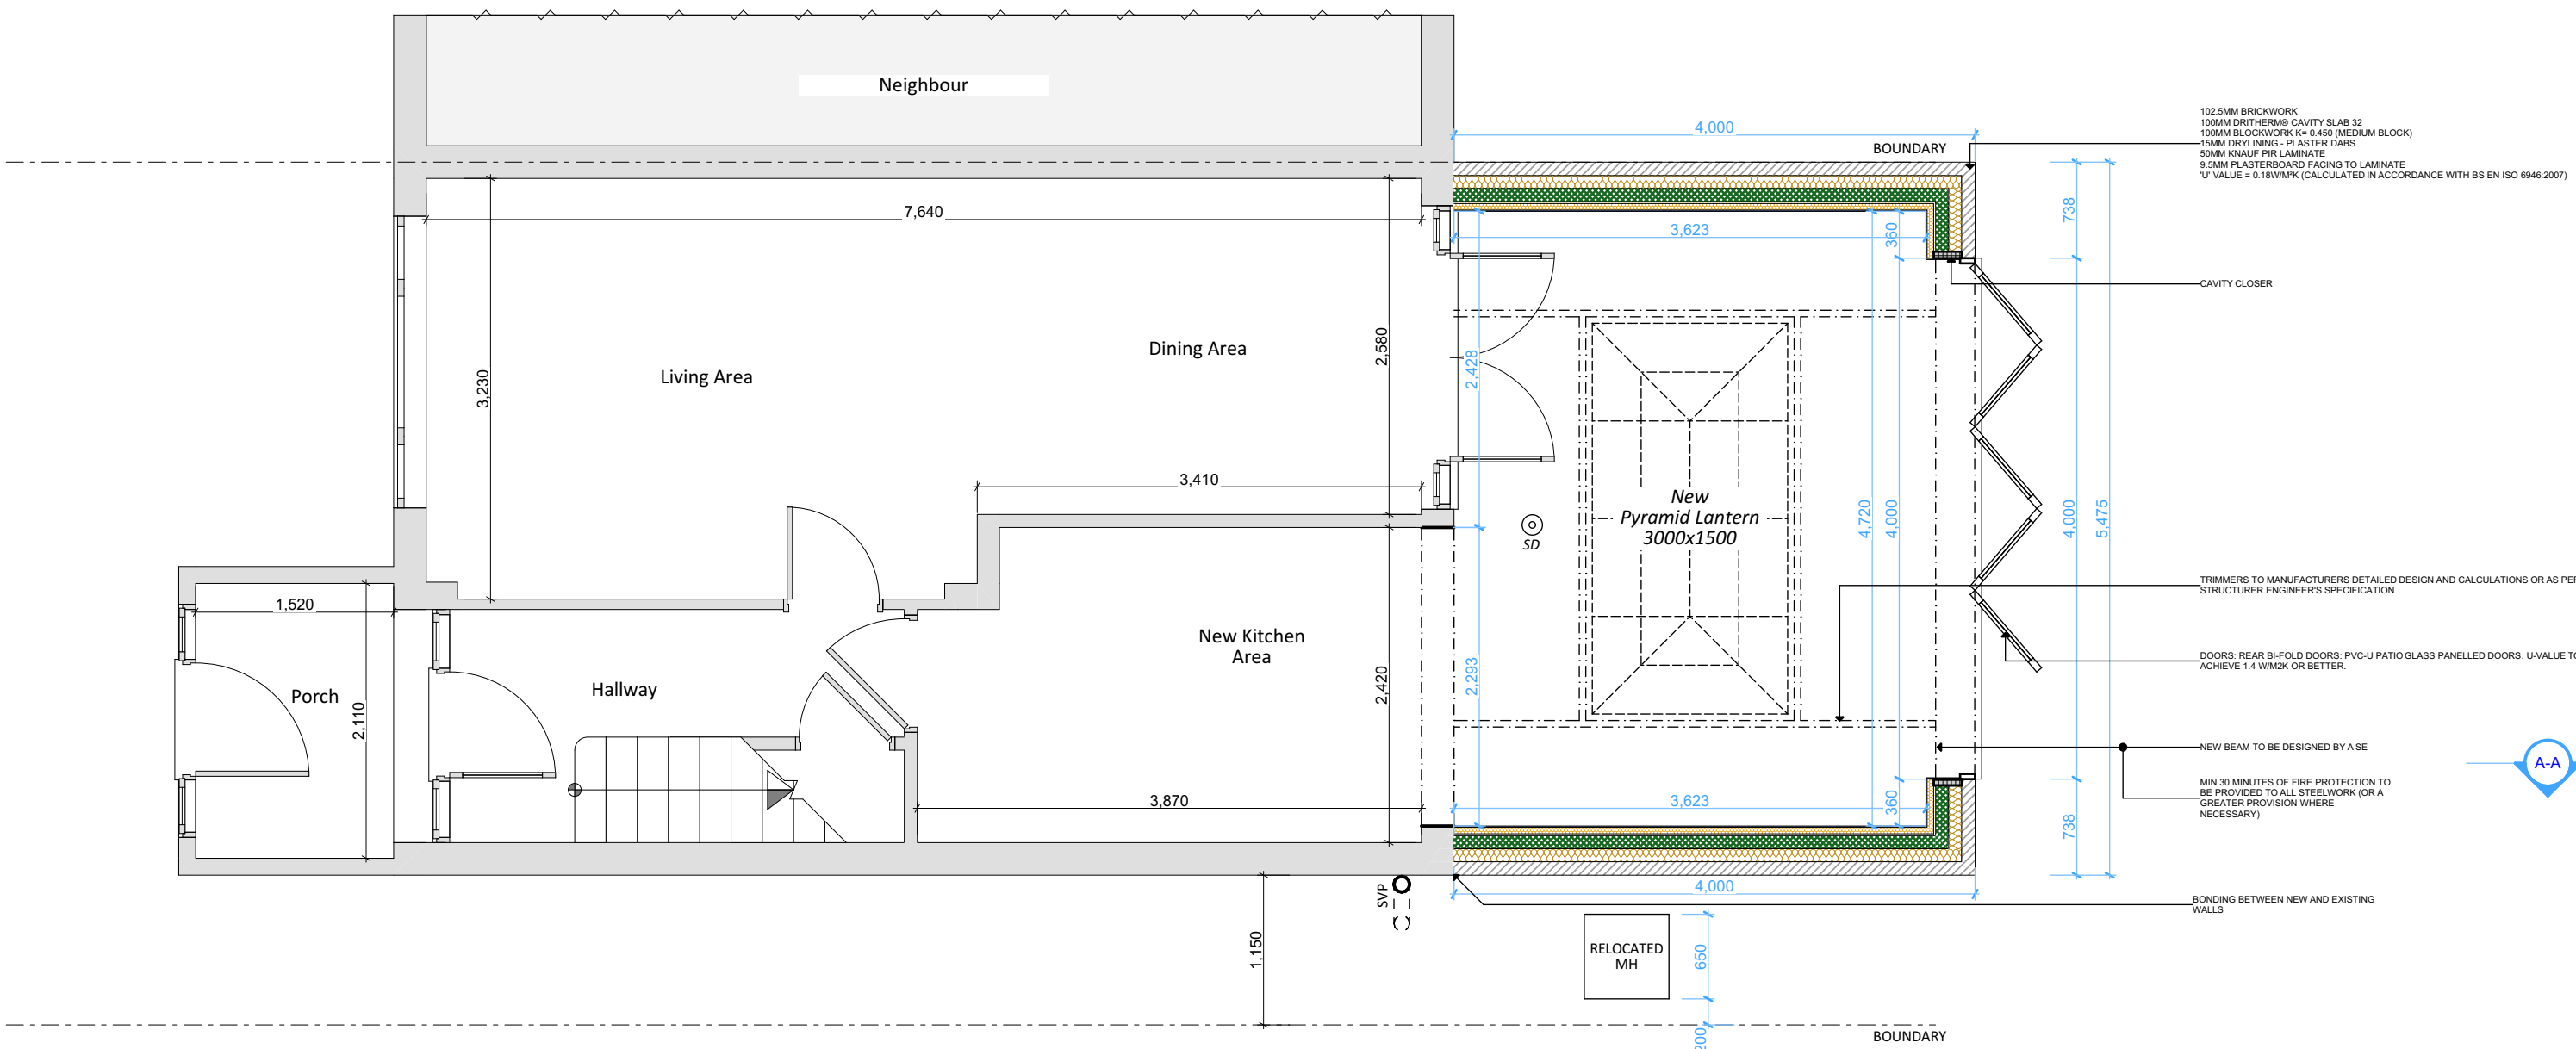 Neighbour
4,000
BOUNDARY
102.5MM BRICKWORK
100MM DRITHERM® CAVITY SLAB 32
100MM BLOCKWORK K= 0.450 (MEDIUM BLOCK)
15MM DRYLINING - PLASTER DABS
50MM KNAUF PIR LAMINATE
9.5MM PLASTERBOARD FACING TO LAMINATE
'U' VALUE = 0.18W/M²K (CALCULATED IN ACCORDANCE WITH BS EN ISO 6946:2007)
7,640
3,623
360
738
CAVITY CLOSER
Living Area
Dining Area
3,230
2,580
2,428
3,410
New
Pyramid Lantern
3000x1500
SD
4,720
4,000
4,000
5,475
TRIMMERS TO MANUFACTURERS DETAILED DESIGN AND CALCULATIONS OR AS PER
STRUCTURER ENGINEER'S SPECIFICATION
1,520
New Kitchen
Area
DOORS: REAR BI-FOLD DOORS: PVC-U PATIO GLASS PANELLED DOORS. U-VALUE TO
ACHIEVE 1.4 W/M2K OR BETTER.
Porch
2,110
Hallway
2,420
2,293
NEW BEAM TO BE DESIGNED BY A SE
A-A
MIN 30 MINUTES OF FIRE PROTECTION TO
BE PROVIDED TO ALL STEELWORK (OR A
GREATER PROVISION WHERE
NECESSARY)
3,870
3,623
360
738
4,000
SVP
BONDING BETWEEN NEW AND EXISTING
WALLS
1,150
RELOCATED
MH
650
200
BOUNDARY